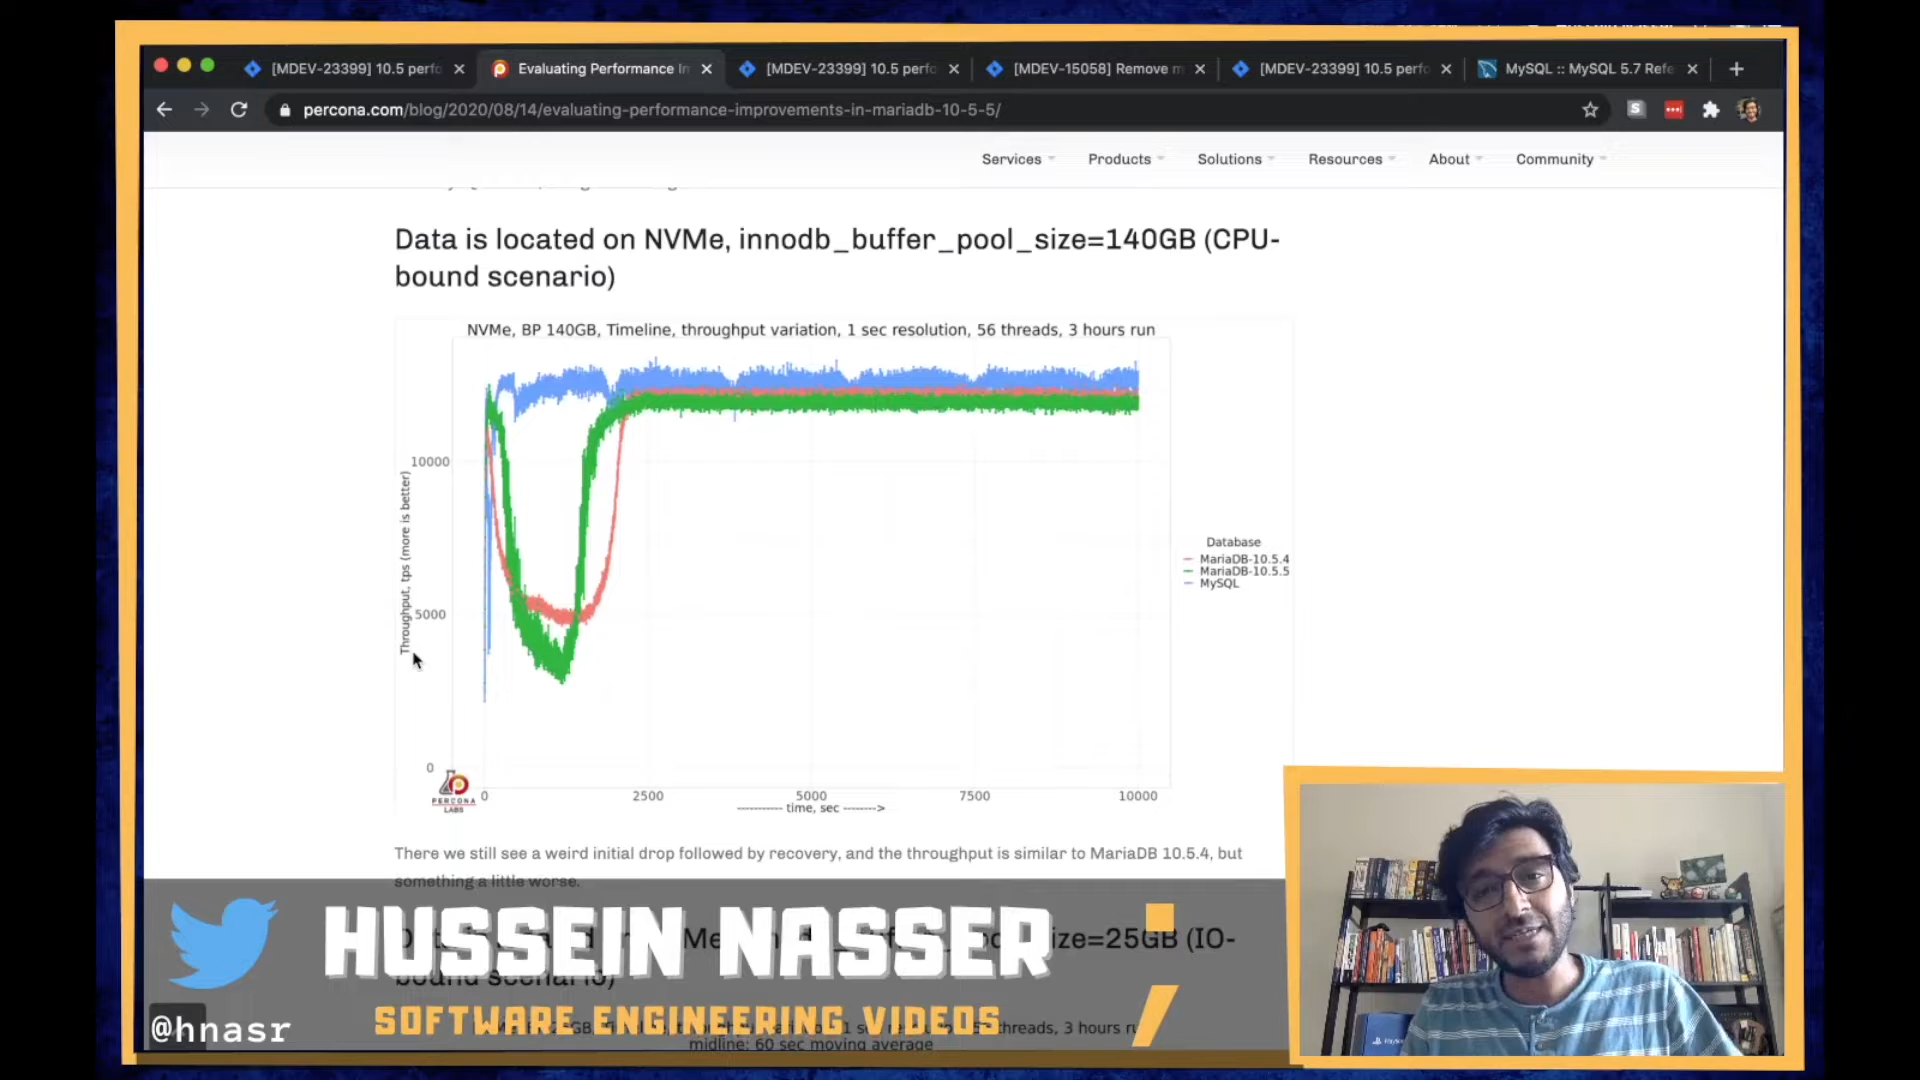 [MDEV-23399] 10.5 perfo
Evaluating Performance In
[MDEV-23399] 10.5 perfo
[MDEV-15058] Remove m
[MDEV-23399] 10.5 perfo
MySQL :: MySQL 5.7 Refe
percona.com/blog/2020/08/14/evaluating-performance-improvements-in-mariadb-10-5-5/
Services
Products
Solutions
Resources
About
Community
Data is located on NVMe, innodb_buffer_pool_size=140GB (CPU-
bound scenario)
NVMe, BP 140GB, Timeline, throughput variation, 1 sec resolution, 56 threads, 3 hours run
Throughput, tps (more is better)
10000
5000
0
Database
MariaDB-10.5.4
MariaDB-10.5.5
MySQL
PERCONA
LABS
0
2500
5000
7500
10000
---------- time, sec -------->
There we still see a weird initial drop followed by recovery, and the throughput is similar to MariaDB 10.5.4, but
something a little worse.
HUSSEIN NASSER
ize=25GB (IO-
bound scenario)
SOFTWARE ENGINEERING VIDEOS
threads, 3 hours ru
midline: 60 sec moving average
@hnasr